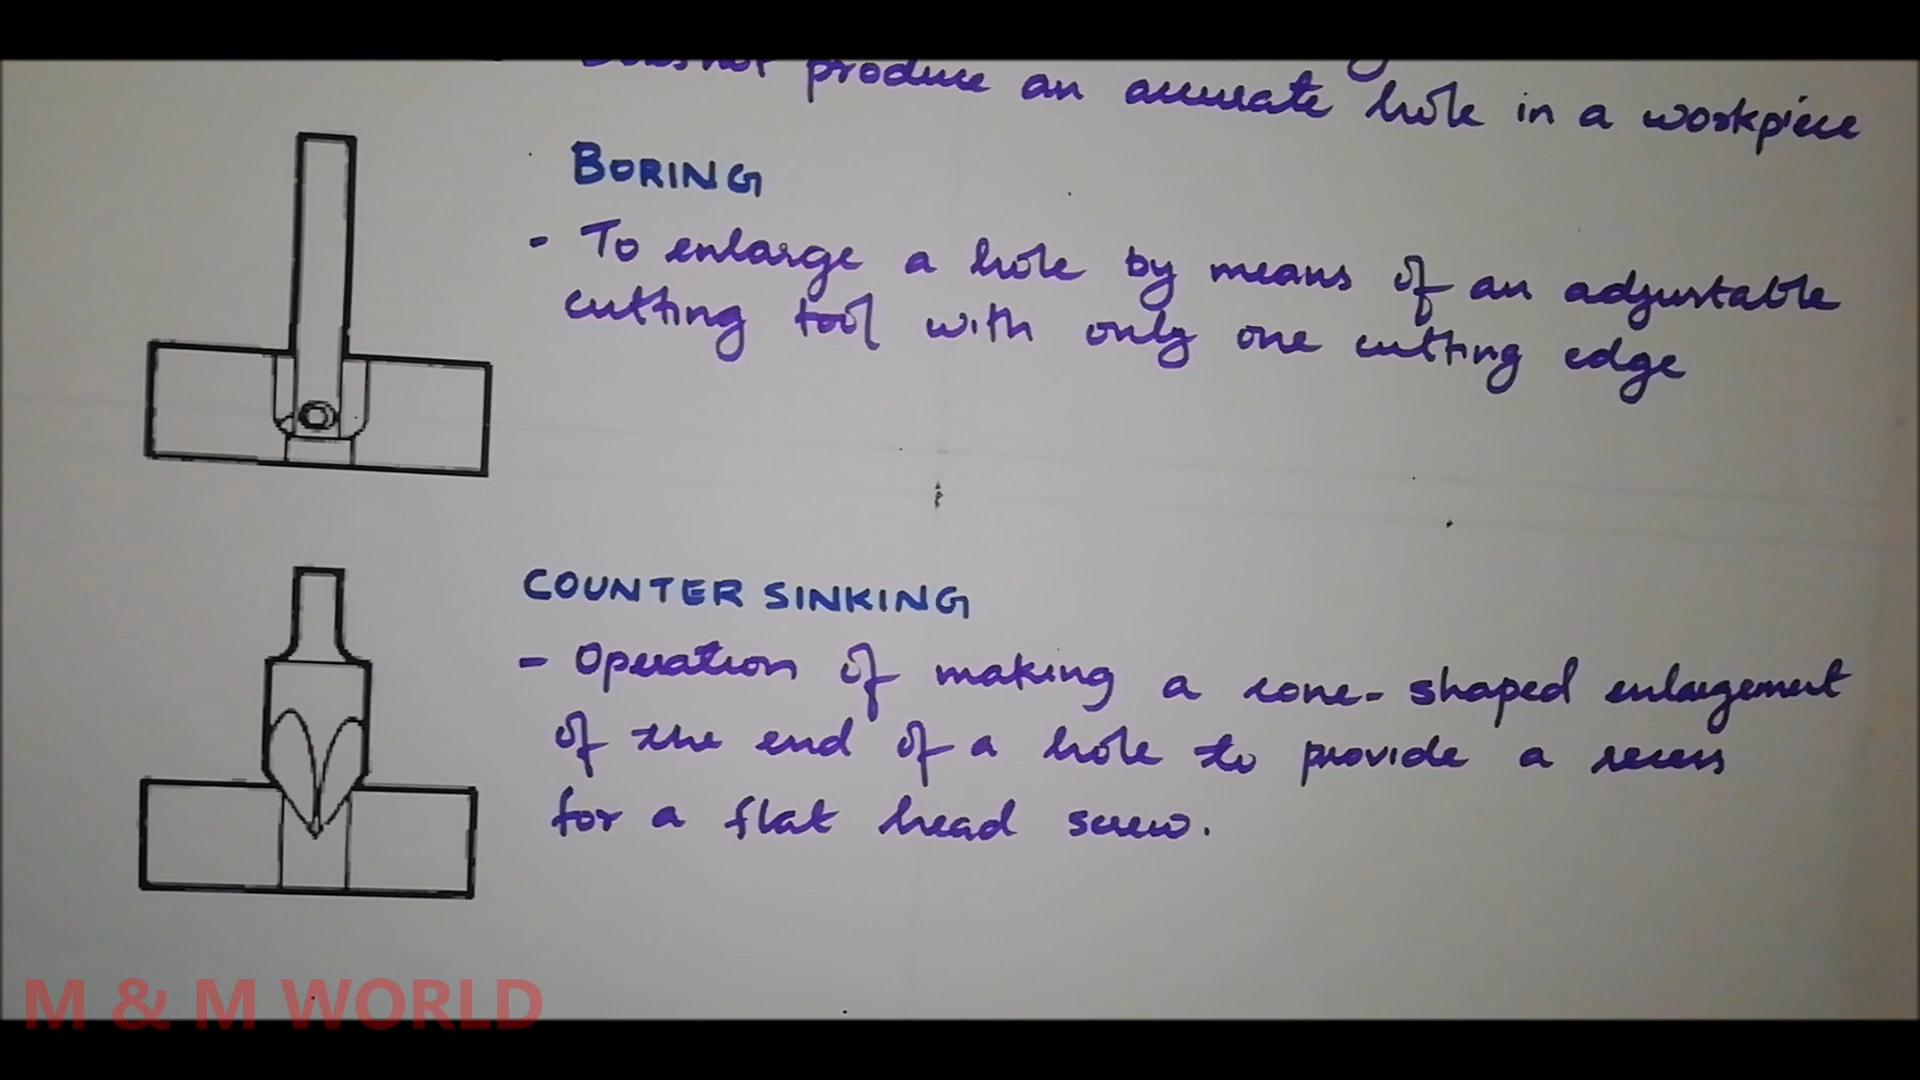 produce an accurate hole in a workpiece
BORING
- To enlarge a hole by means of an adjustable
cutting tool with only one cutting edge
COUNTER SINKING
- Operation of making a cone-shaped enlargement
of the end of a hole to provide a recess
for a flat head screw.
M & M WORLD